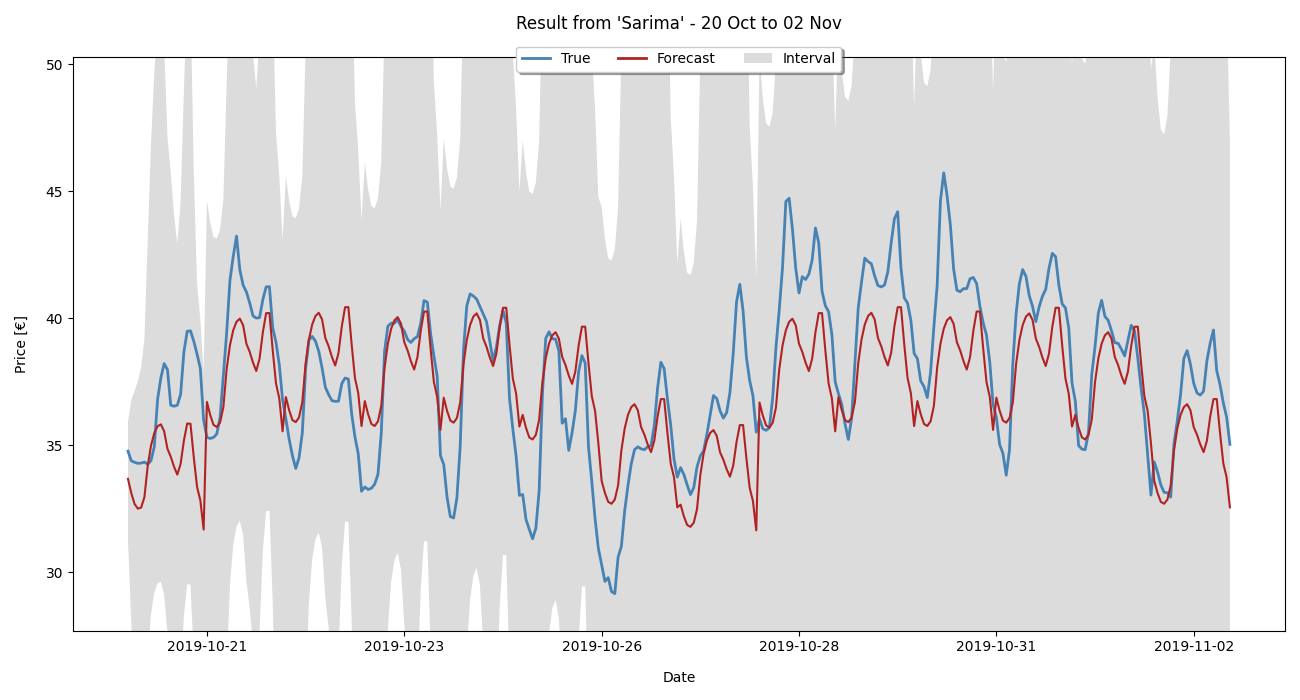 Result from 'Sarima' - 20 Oct to 02 Nov
True Forecast Interval
50
45
40
35
30
Price [€]
2019-10-21 2019-10-23 2019-10-26 2019-10-28 2019-10-31 2019-11-02
Date